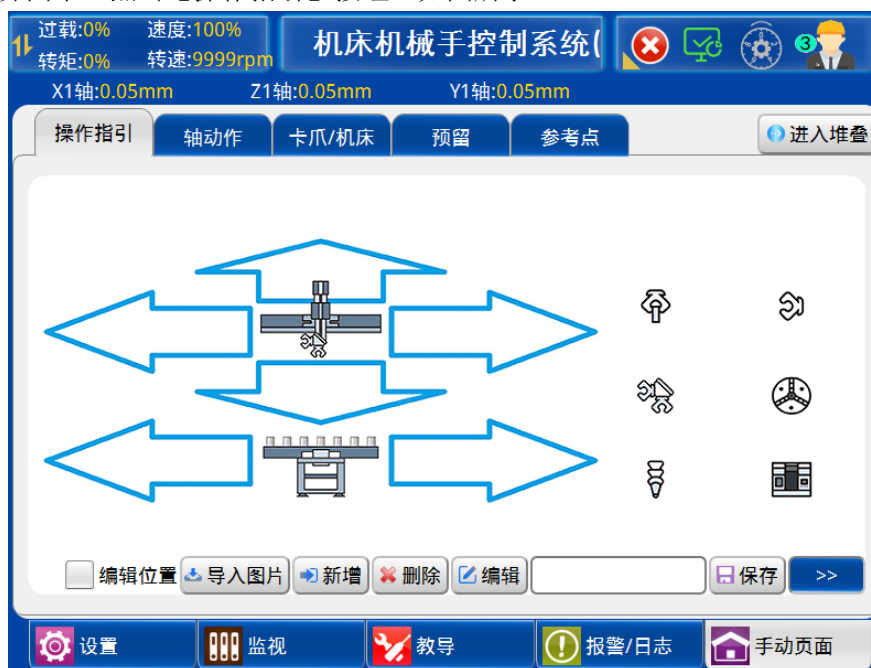 过载:0% 速度:100%
机床机械手控制系统(
3
转矩:0% 转速:9999rpm
X1轴:0.05mm Z1轴:0.05mm Y1轴:0.05mm
操作指引 轴动作 卡爪/机床 预留 参考点 进入堆叠
编辑位置 导入图片 新增 删除 编辑 保存 >>
设置 监视 教导 报警/日志 手动页面